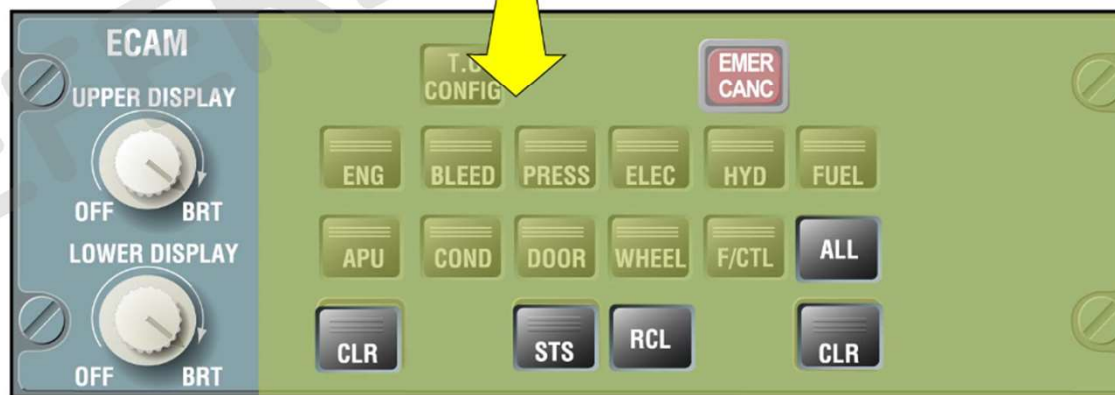 ECAM
UPPER DISPLAY
OFF BRT
LOWER DISPLAY
OFF BRT
CONFIG
EMER
CANC
ENG BLEED PRESS ELEC HYD FUEL
APU COND DOOR WHEEL F/CTL ALL
CLR STS RCL CLR